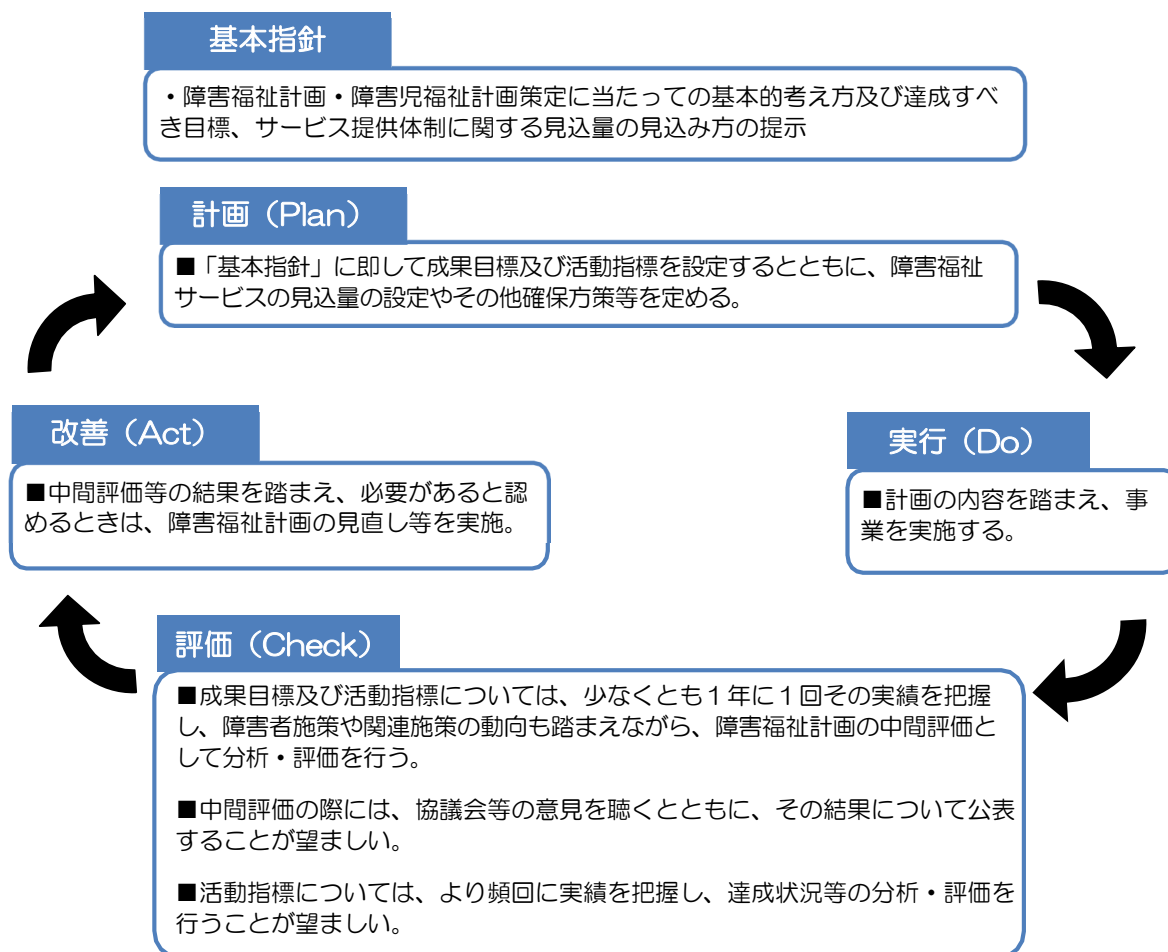 基本指針
・障害福祉計画・障害児福祉計画策定に当たっての基本的考え方及び達成すべ
き目標、サービス提供体制に関する見込量の見込み方の提示
計画（Plan）
■「基本指針」に即して成果目標及び活動指標を設定するとともに、障害福祉
サービスの見込量の設定やその他確保方策等を定める。
改善（Act）
■中間評価等の結果を踏まえ、必要があると認
めるときは、障害福祉計画の見直し等を実施。
実行（Do）
■計画の内容を踏まえ、事
業を実施する。
評価（Check）
■成果目標及び活動指標については、少なくとも１年に１回その実績を把握
し、障害者施策や関連施策の動向も踏まえながら、障害福祉計画の中間評価と
して分析・評価を行う。
■中間評価の際には、協議会等の意見を聴くとともに、その結果について公表
することが望ましい。
■活動指標については、より頻回に実績を把握し、達成状況等の分析・評価を
行うことが望ましい。